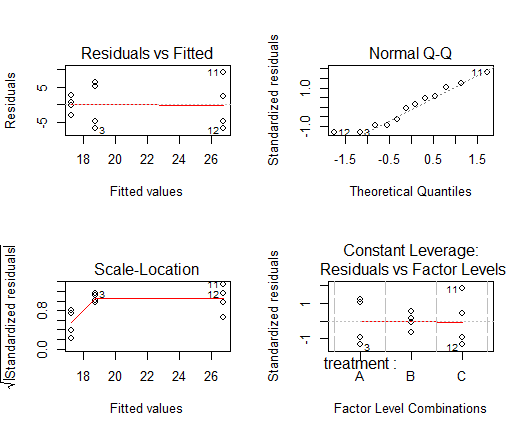 Residuals vs Fitted
Residuals
5
-5
11
3
12
18 20 22 24 26
Fitted values
Normal Q-Q
Standardized residuals
1.0
-1.0
11
12
3
-1.5 -0.5 0.5 1.5
Theoretical Quantiles
Scale-Location
√|Standardized residuals|
0.8
0.0
11
3
12
18 20 22 24 26
Fitted values
Constant Leverage:
Residuals vs Factor Levels
Standardized residuals
1
-1
11
3
12
treatment :
A B C
Factor Level Combinations